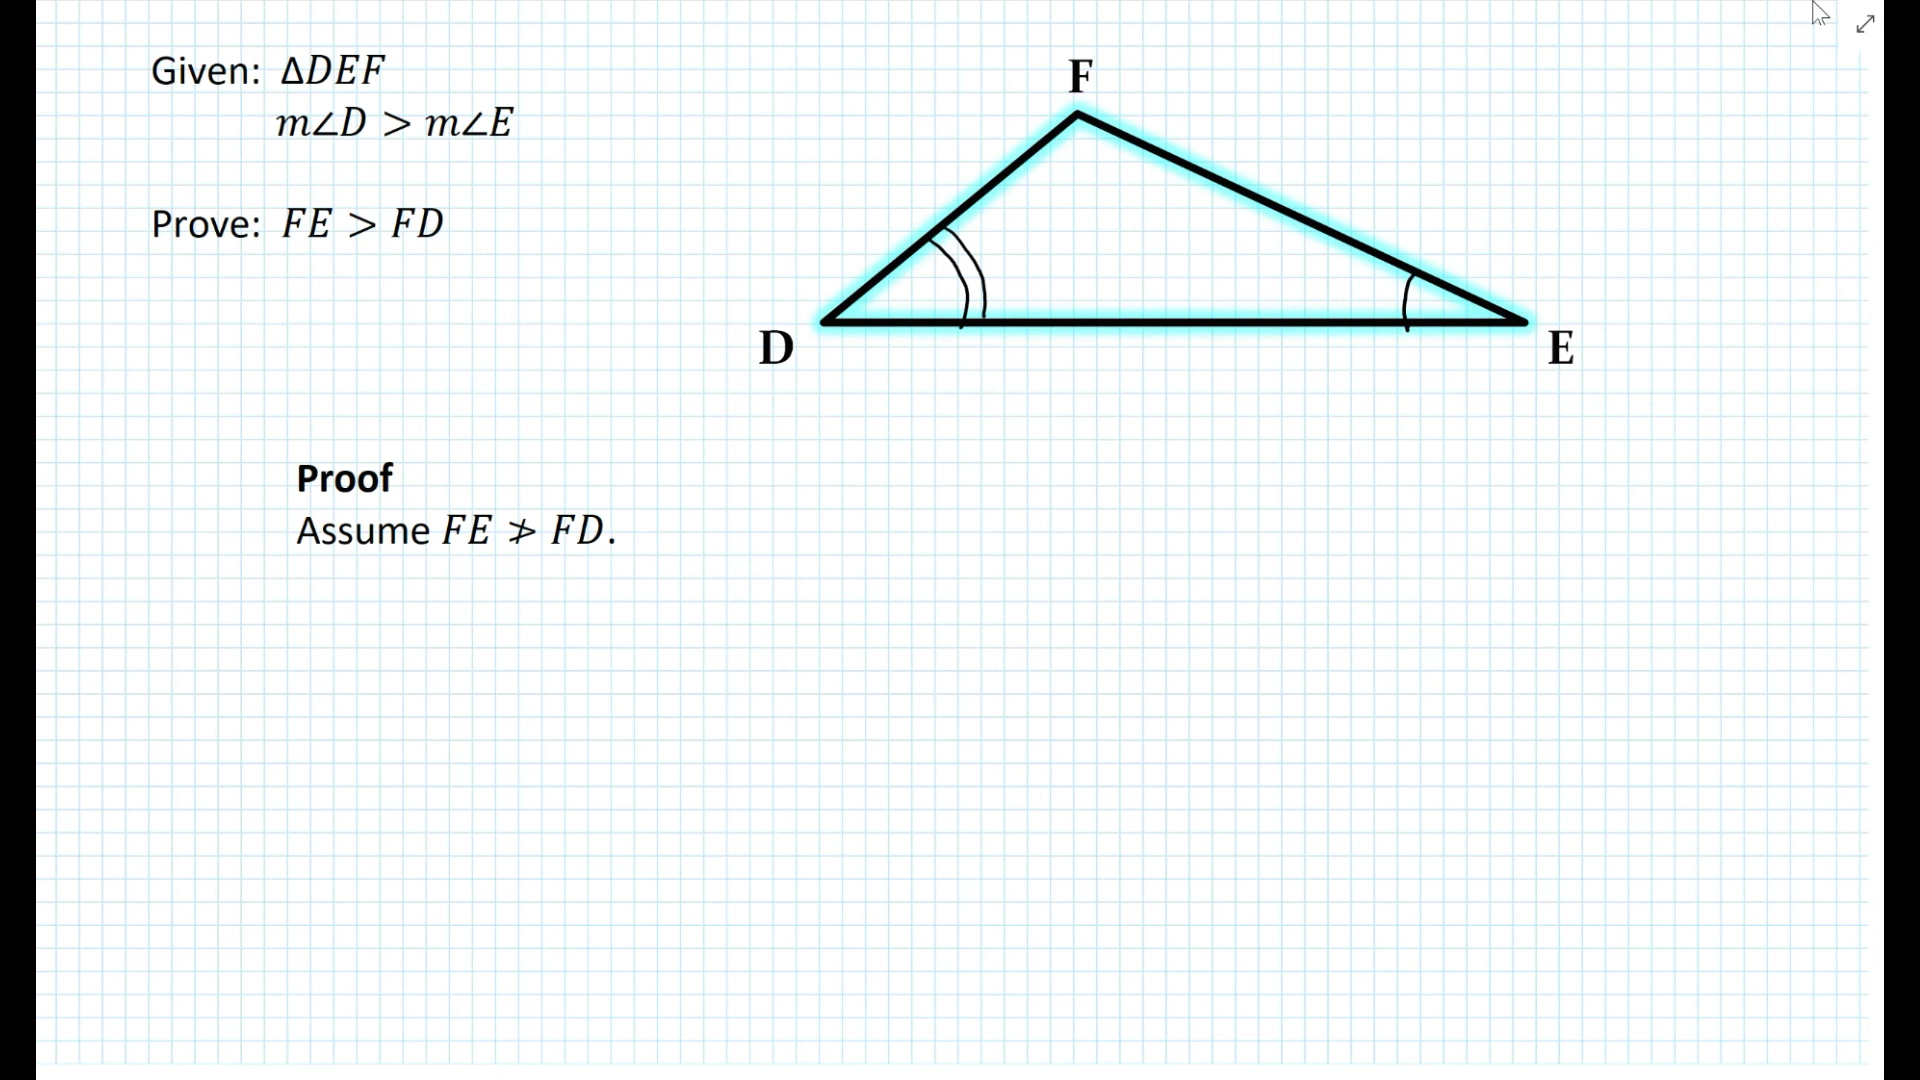 Given: ΔDEF
m∠D > m∠E
Prove: FE > FD
F
D
E
Proof
Assume FE ≯ FD.